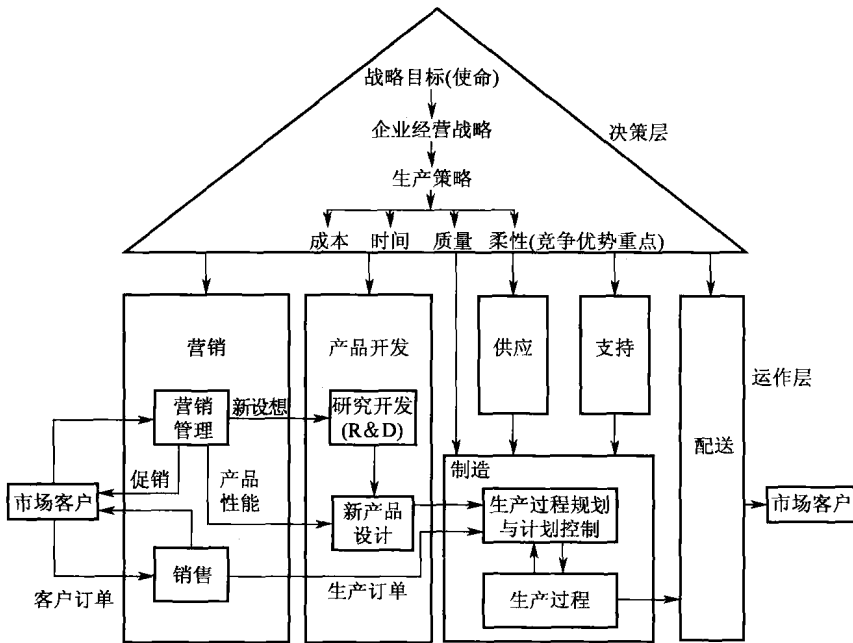 战略目标(使命)
企业经营战略
决策层
生产策略
成本 时间 质量 柔性(竞争优势重点)
营销
产品开发
供应
支持
运作层
配送
营销
管理
新设想
研究开发
(R&D)
制造
促销
产品
性能
市场客户
新产品
设计
生产过程规划
与计划控制
市场客户
销售
客户订单
生产订单
生产过程